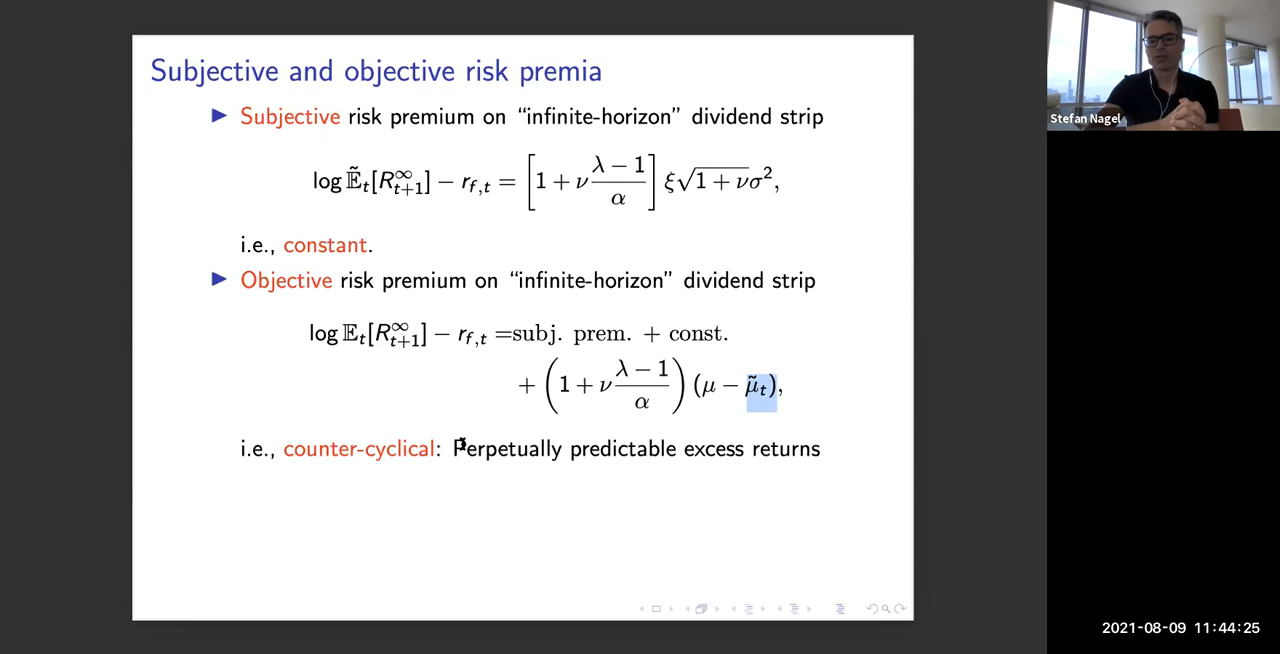 Subjective and objective risk premia
▶ Subjective risk premium on “infinite-horizon” dividend strip
log Ẽ_t[R^∞_{t+1}] − r_{f,t} = [1 + ν (λ − 1)/α] ξ√(1 + ν)σ²,
i.e., constant.
▶ Objective risk premium on “infinite-horizon” dividend strip
log 𝔼_t[R^∞_{t+1}] − r_{f,t} =subj. prem. + const.
+ (1 + ν (λ − 1)/α) (μ − μ̃_t),
i.e., counter-cyclical: Perpetually predictable excess returns
Stefan Nagel
2021-08-09 11:44:25